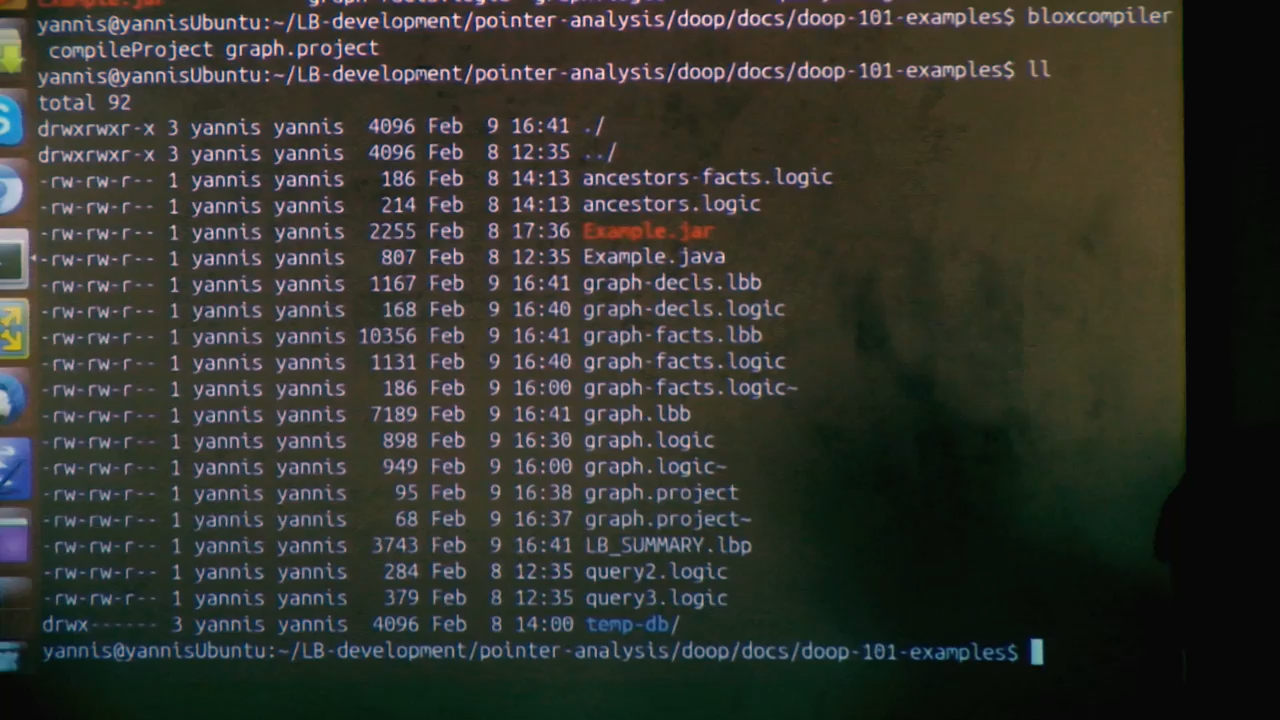 Example.jar
yannis@yannisUbuntu:~/LB-development/pointer-analysis/doop/docs/doop-101-examples$ bloxcompiler
compileProject graph.project
yannis@yannisUbuntu:~/LB-development/pointer-analysis/doop/docs/doop-101-examples$ ll
total 92
drwxrwxr-x 3 yannis yannis 4096 Feb 9 16:41 ./
drwxrwxr-x 3 yannis yannis 4096 Feb 8 12:35 ../
-rw-rw-r-- 1 yannis yannis 186 Feb 8 14:13 ancestors-facts.logic
-rw-rw-r-- 1 yannis yannis 214 Feb 8 14:13 ancestors.logic
-rw-rw-r-- 1 yannis yannis 2255 Feb 8 17:36 Example.jar
-rw-rw-r-- 1 yannis yannis 807 Feb 8 12:35 Example.java
-rw-rw-r-- 1 yannis yannis 1167 Feb 9 16:41 graph-decls.lbb
-rw-rw-r-- 1 yannis yannis 168 Feb 9 16:40 graph-decls.logic
-rw-rw-r-- 1 yannis yannis 10356 Feb 9 16:41 graph-facts.lbb
-rw-rw-r-- 1 yannis yannis 1131 Feb 9 16:40 graph-facts.logic
-rw-rw-r-- 1 yannis yannis 186 Feb 9 16:00 graph-facts.logic~
-rw-rw-r-- 1 yannis yannis 7189 Feb 9 16:41 graph.lbb
-rw-rw-r-- 1 yannis yannis 898 Feb 9 16:30 graph.logic
-rw-rw-r-- 1 yannis yannis 949 Feb 9 16:00 graph.logic~
-rw-rw-r-- 1 yannis yannis 95 Feb 9 16:38 graph.project
-rw-rw-r-- 1 yannis yannis 68 Feb 9 16:37 graph.project~
-rw-rw-r-- 1 yannis yannis 3743 Feb 9 16:41 LB_SUMMARY.lbp
-rw-rw-r-- 1 yannis yannis 284 Feb 8 12:35 query2.logic
-rw-rw-r-- 1 yannis yannis 379 Feb 8 12:35 query3.logic
drwx------ 3 yannis yannis 4096 Feb 8 14:00 temp-db/
yannis@yannisUbuntu:~/LB-development/pointer-analysis/doop/docs/doop-101-examples$